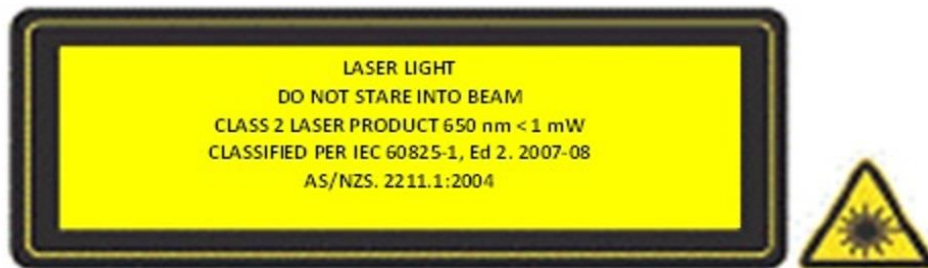 LASER LIGHT
DO NOT STARE INTO BEAM
CLASS 2 LASER PRODUCT 650 nm < 1 mW
CLASSIFIED PER IEC 60825-1, Ed 2. 2007-08
AS/NZS. 2211.1:2004